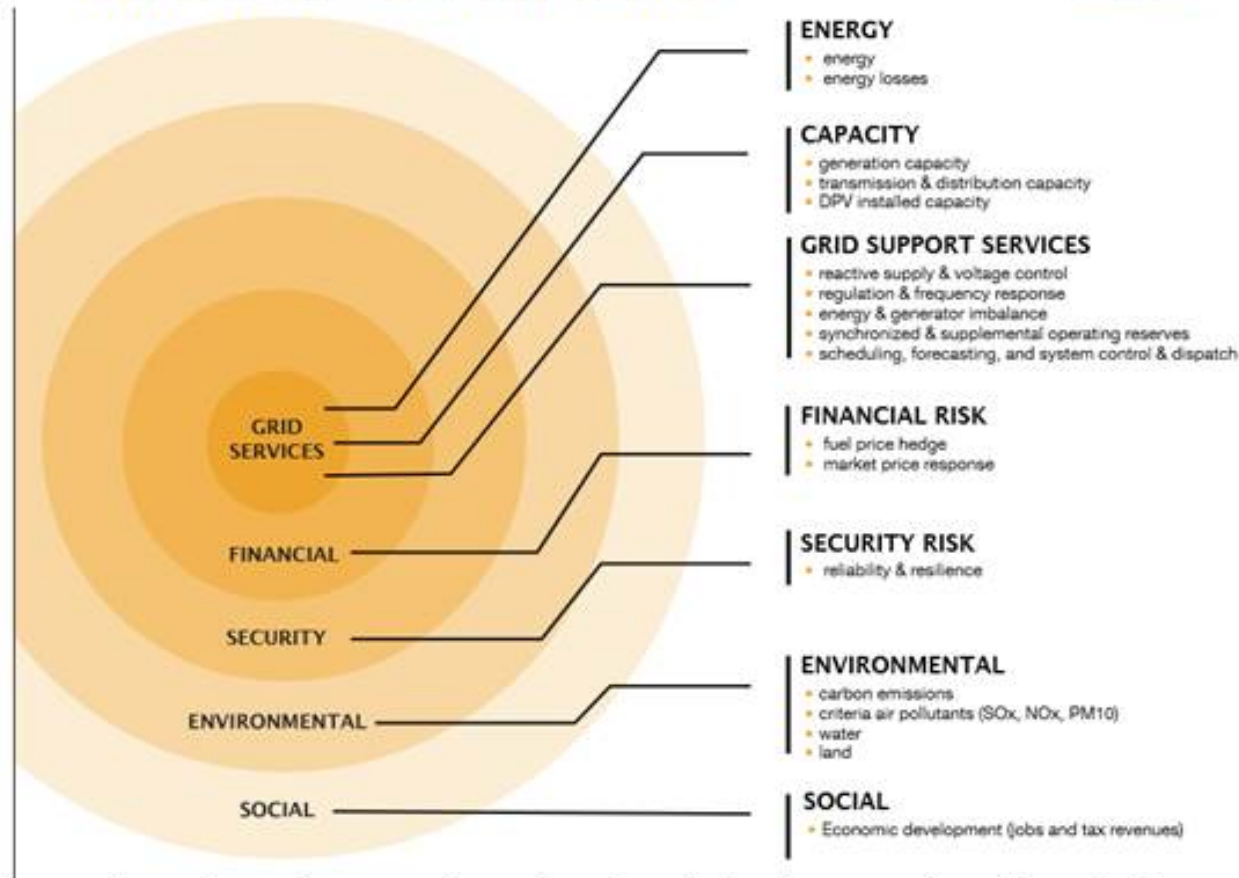 ENERGY
• energy
• energy losses
CAPACITY
• generation capacity
• transmission & distribution capacity
• DPV installed capacity
GRID SUPPORT SERVICES
• reactive supply & voltage control
• regulation & frequency response
• energy & generator imbalance
• synchronized & supplemental operating reserves
• scheduling, forecasting, and system control & dispatch
GRID
SERVICES
FINANCIAL RISK
• fuel price hedge
• market price response
FINANCIAL
SECURITY RISK
• reliability & resilience
SECURITY
ENVIRONMENTAL
• carbon emissions
• criteria air pollutants (SOx, NOx, PM10)
• water
• land
ENVIRONMENTAL
SOCIAL
• Economic development (jobs and tax revenues)
SOCIAL